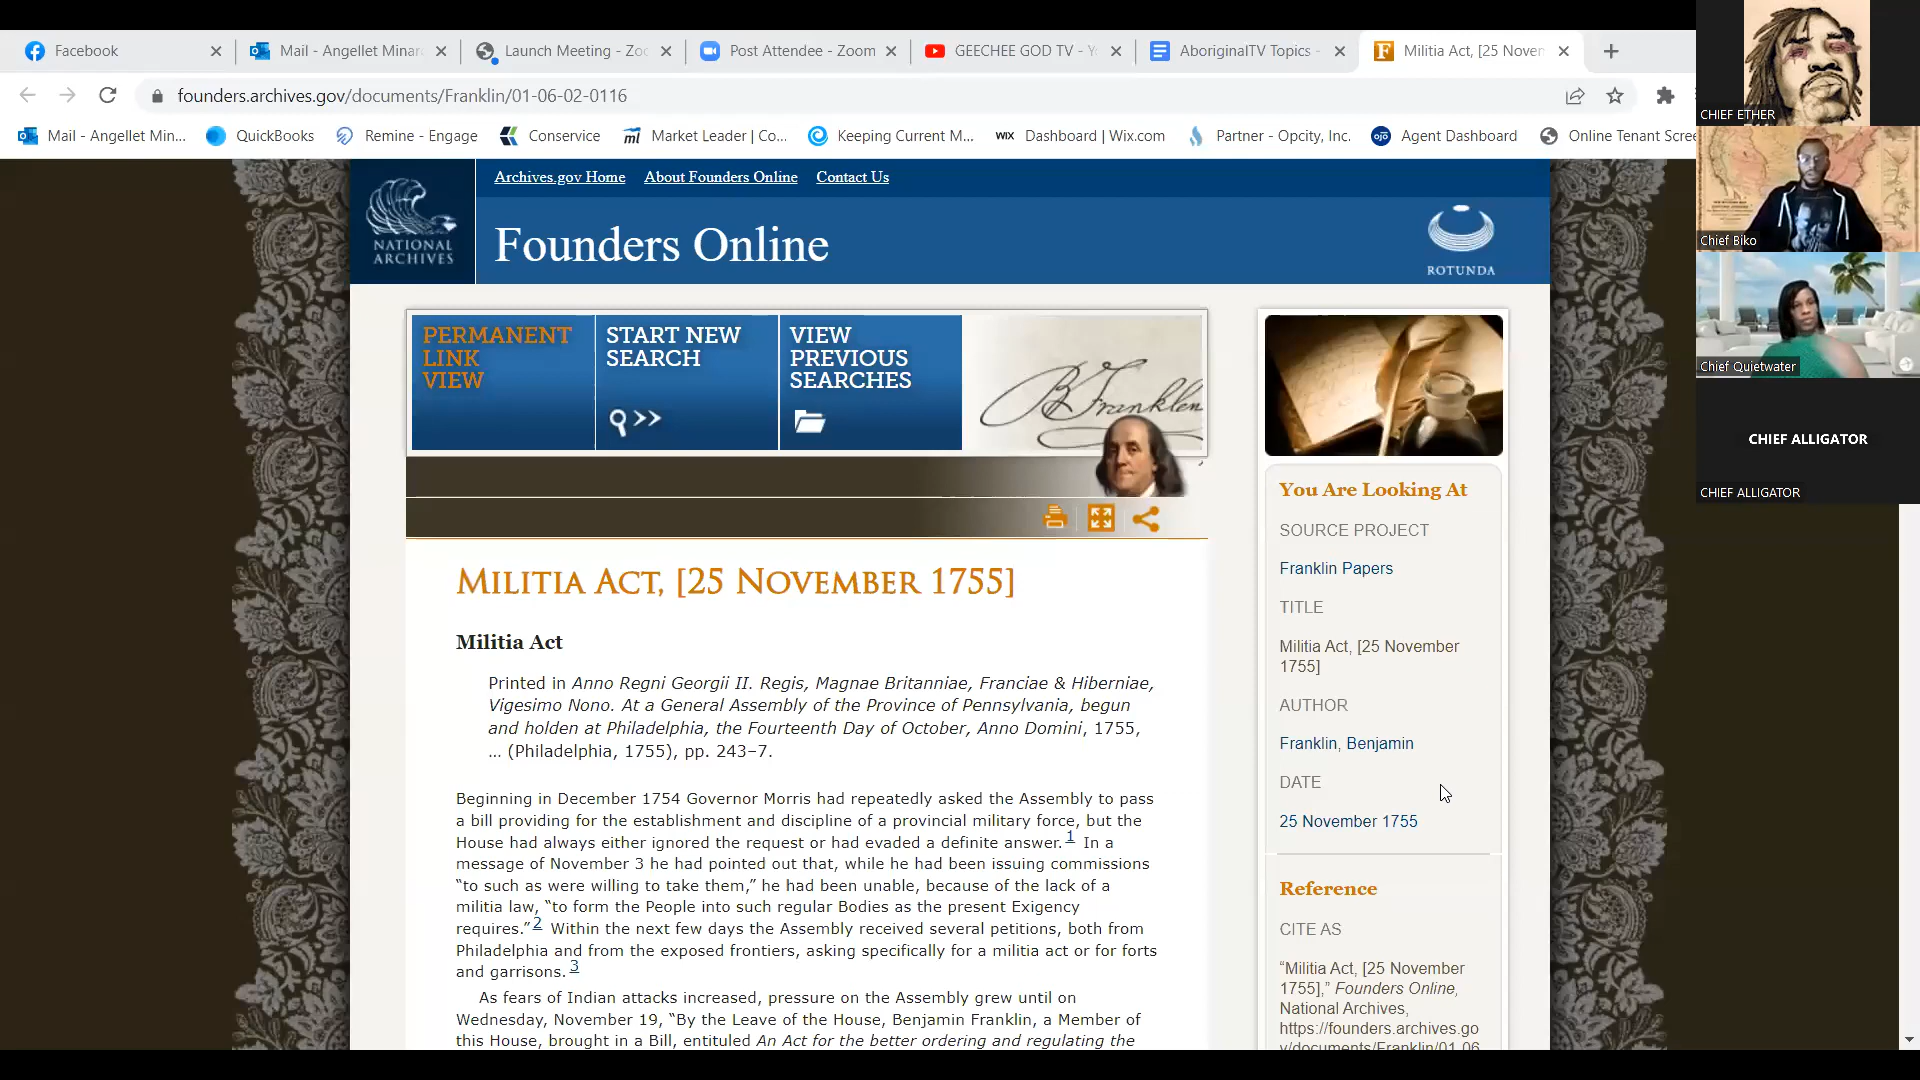 Facebook
Mail - Angellet Minar
Launch Meeting - Zoo
Post Attendee - Zoom
GEECHEE GOD TV - Y
AboriginalTV Topics -
Militia Act, [25 Noven
founders.archives.gov/documents/Franklin/01-06-02-0116
Mail - Angellet Min...
QuickBooks
Remine - Engage
Conservice
Market Leader | Co...
Keeping Current M...
WIX
Dashboard | Wix.com
Partner - Opcity, Inc.
ojo
Agent Dashboard
Online Tenant Scre
CHIEF ETHER
Chief Biko
Chief Quietwater
CHIEF ALLIGATOR
CHIEF ALLIGATOR
NATIONAL
ARCHIVES
Archives.gov Home
About Founders Online
Contact Us
Founders Online
ROTUNDA
PERMANENT
LINK
VIEW
START NEW
SEARCH
VIEW
PREVIOUS
SEARCHES
B Franklin
MILITIA ACT, [25 NOVEMBER 1755]
Militia Act
Printed in Anno Regni Georgii II. Regis, Magnae Britanniae, Franciae & Hiberniae,
Vigesimo Nono. At a General Assembly of the Province of Pennsylvania, begun
and holden at Philadelphia, the Fourteenth Day of October, Anno Domini, 1755,
... (Philadelphia, 1755), pp. 243–7.
Beginning in December 1754 Governor Morris had repeatedly asked the Assembly to pass
a bill providing for the establishment and discipline of a provincial military force, but the
House had always either ignored the request or had evaded a definite answer.1 In a
message of November 3 he had pointed out that, while he had been issuing commissions
“to such as were willing to take them,” he had been unable, because of the lack of a
militia law, “to form the People into such regular Bodies as the present Exigency
requires.”2 Within the next few days the Assembly received several petitions, both from
Philadelphia and from the exposed frontiers, asking specifically for a militia act or for forts
and garrisons.3
As fears of Indian attacks increased, pressure on the Assembly grew until on
Wednesday, November 19, “By the Leave of the House, Benjamin Franklin, a Member of
this House, brought in a Bill, entituled An Act for the better ordering and regulating the
You Are Looking At
SOURCE PROJECT
Franklin Papers
TITLE
Militia Act, [25 November
1755]
AUTHOR
Franklin, Benjamin
DATE
25 November 1755
Reference
CITE AS
“Militia Act, [25 November
1755],” Founders Online,
National Archives,
https://founders.archives.go
v/documents/Franklin/01-06